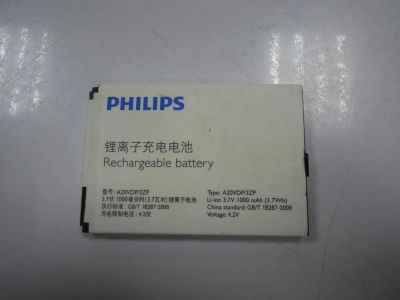 PHILIPS
锂离子充电电池
Rechargeable battery
型号: A20VDP/3ZP
3.7伏 1000毫安时(3.7瓦时)锂离子电池
执行标准: GB/T 18287-2000
充电限制电压: 4.2伏
Type: A20VDP/3ZP
Li-ion 3.7V 1000 mAh (3.7Wh)
China standard: GB/T 18287-2000
Voltage: 4.2V